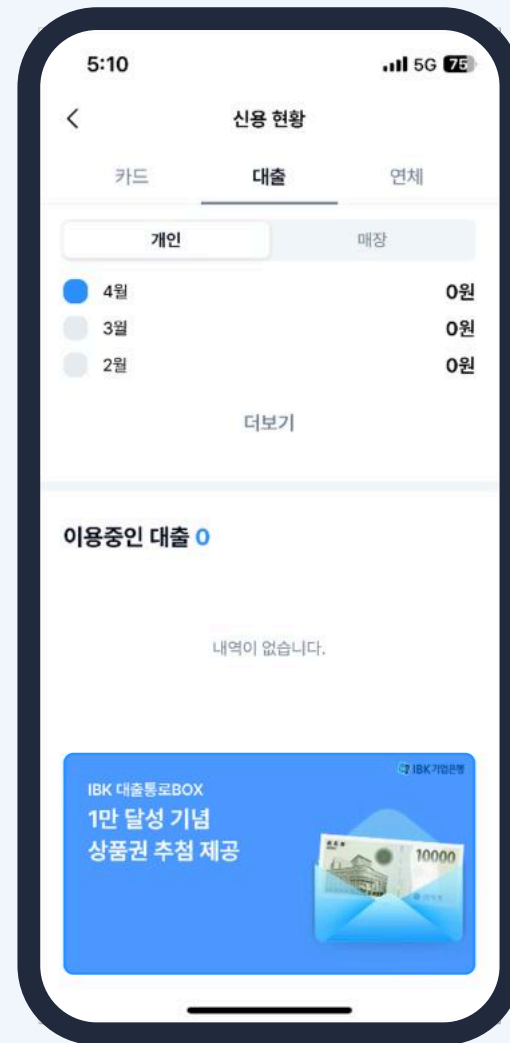 5:10
5G 75
신용 현황
카드 대출 연체
개인 매장
4월 0원
3월 0원
2월 0원
더보기
이용중인 대출 0
내역이 없습니다.
IBK 기업은행
IBK 대출통로BOX
1만 달성 기념
상품권 추첨 제공
10000